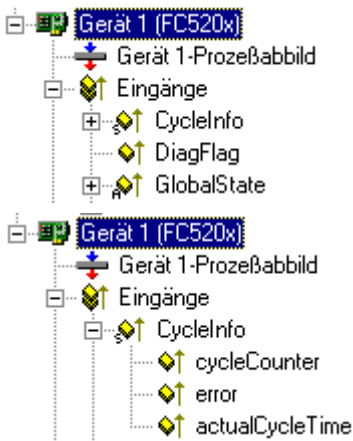 Gerät 1 (FC520x)
Gerät 1-Prozeßabbild
Eingänge
CycleInfo
DiagFlag
GlobalState
Gerät 1 (FC520x)
Gerät 1-Prozeßabbild
Eingänge
CycleInfo
cycleCounter
error
actualCycleTime